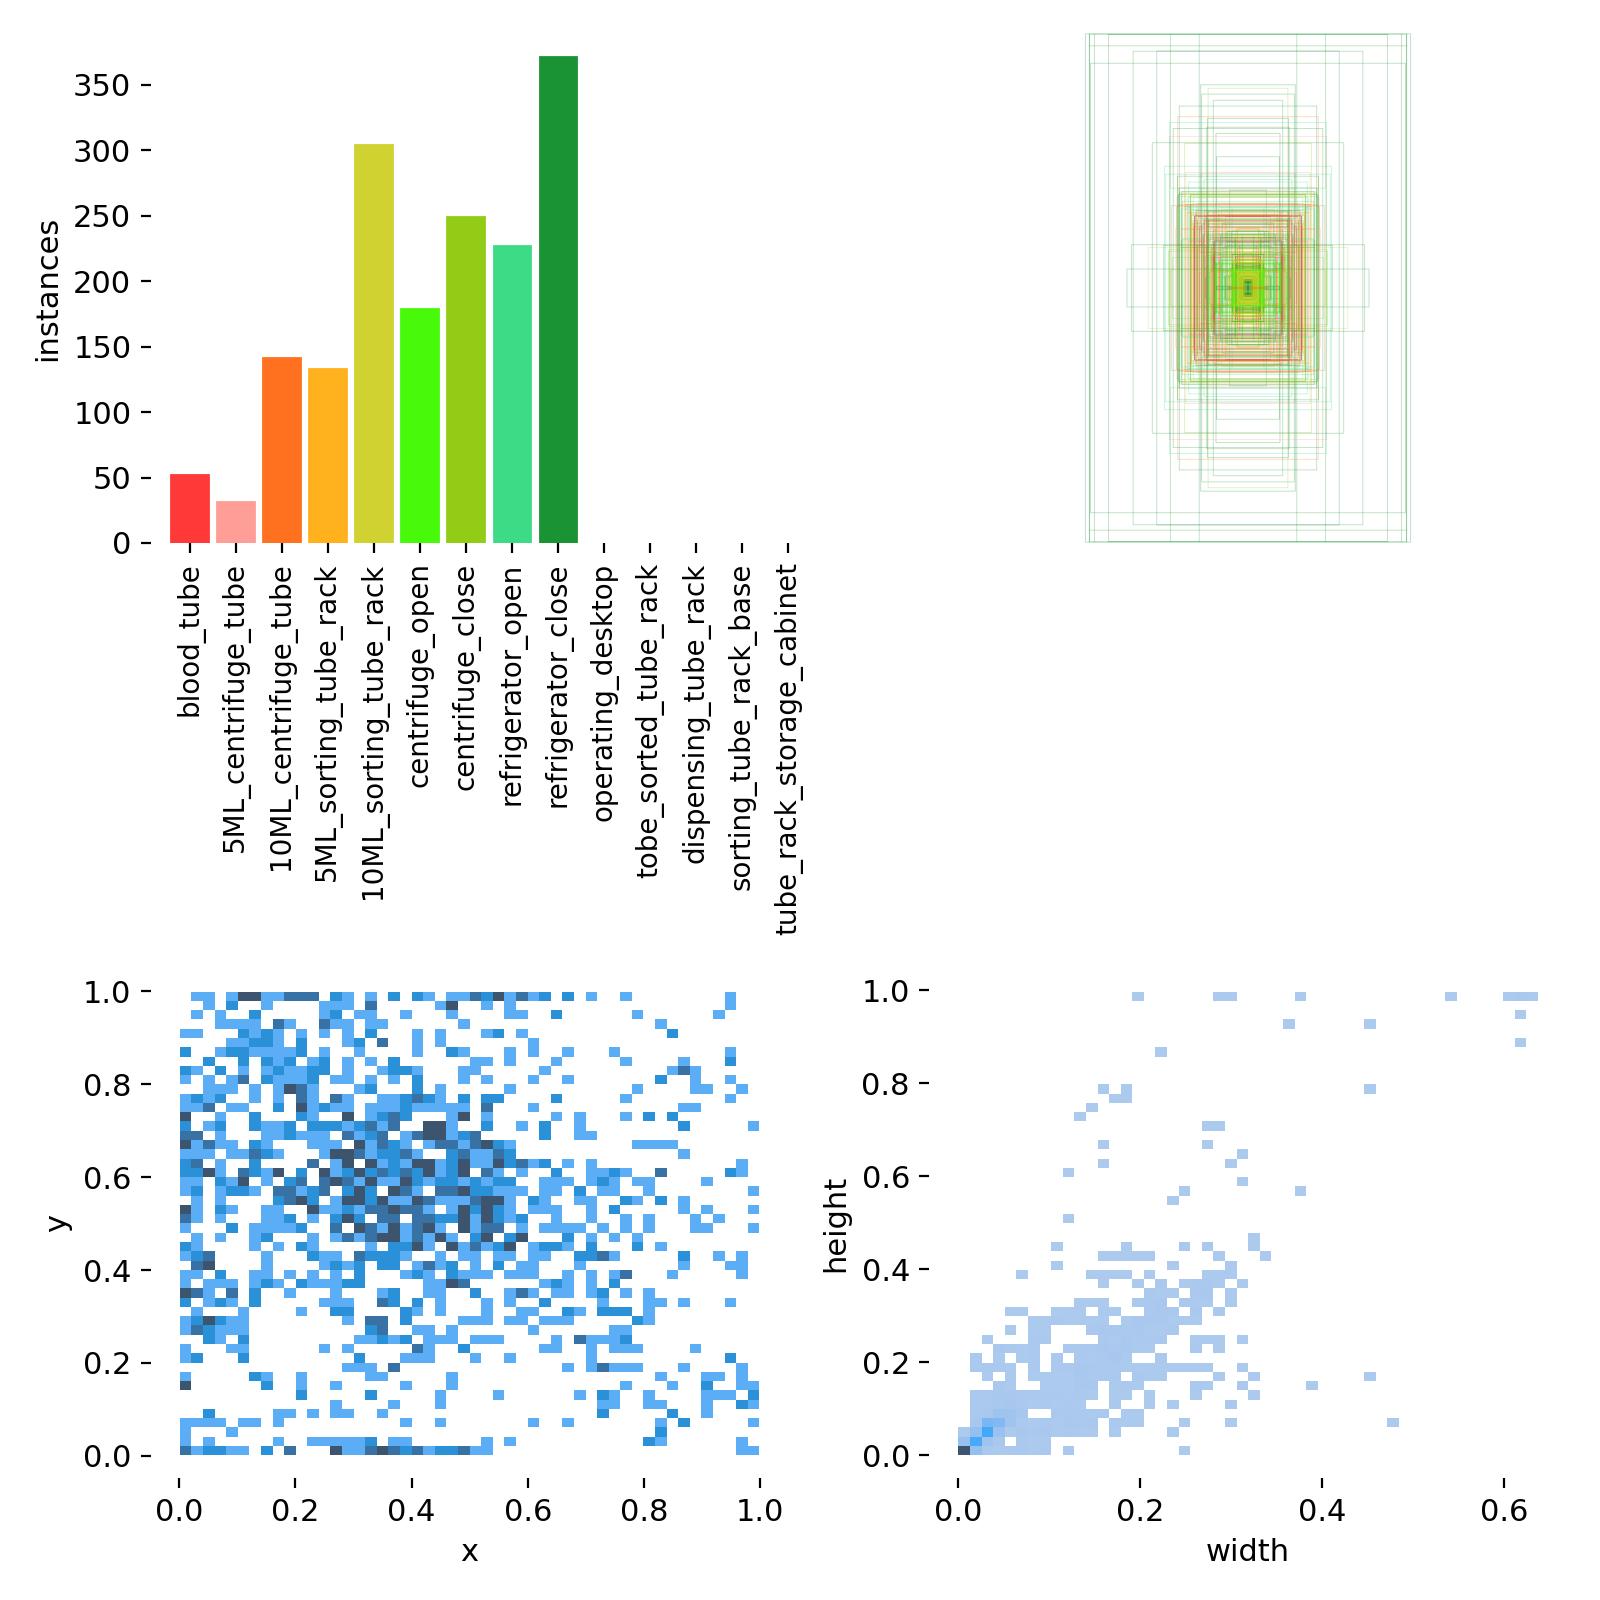 350
300
250
200
150
100
50
0
instances
blood_tube
5ML_centrifuge_tube
10ML_centrifuge_tube
5ML_sorting_tube_rack
10ML_sorting_tube_rack
centrifuge_open
centrifuge_close
refrigerator_open
refrigerator_close
operating_desktop
tobe_sorted_tube_rack
dispensing_tube_rack
sorting_tube_rack_base
tube_rack_storage_cabinet
1.0
0.8
0.6
0.4
0.2
0.0
y
0.0 0.2 0.4 0.6 0.8 1.0
x
1.0
0.8
0.6
0.4
0.2
0.0
height
0.0 0.2 0.4 0.6
width